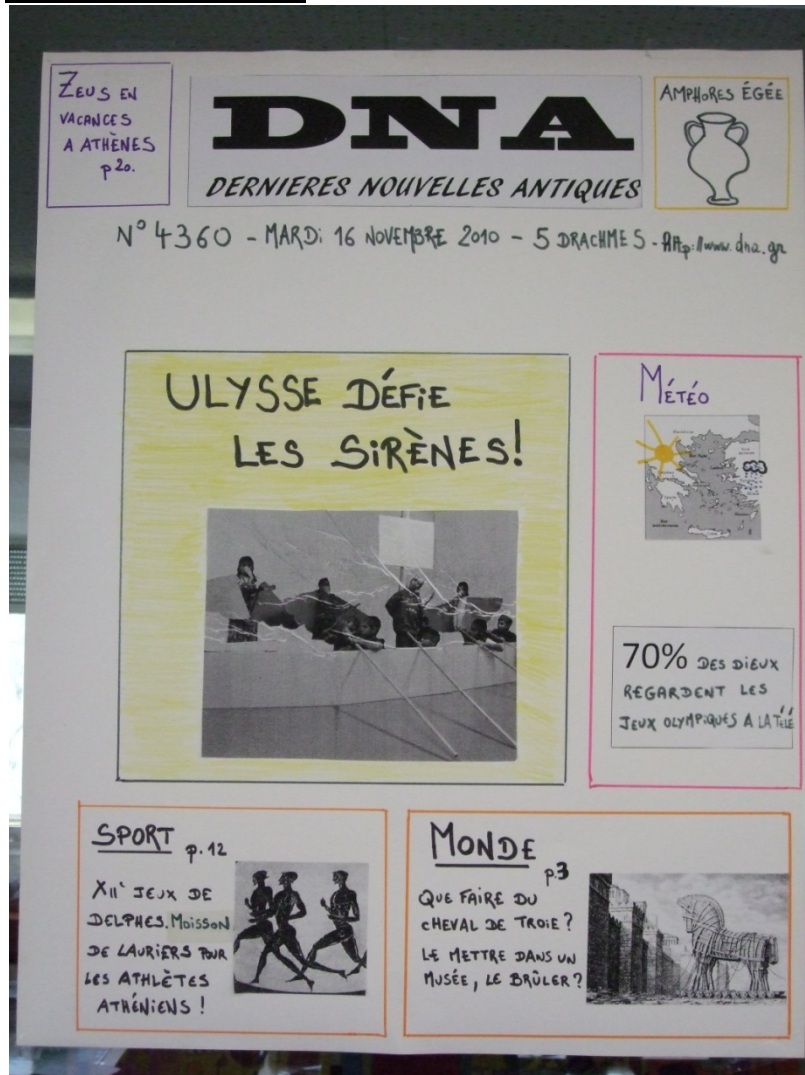 ZEUS EN
VACANCES
A ATHÈNES
p 20.
DNA
DERNIERES NOUVELLES ANTIQUES
AMPHORES ÉGÉE
N° 4360 - MARDI 16 NOVEMBRE 2010 - 5 DRACHMES - http://www.dna.gr
ULYSSE DÉFIE
LES SIRÈNES!
MÉTÉO
70% DES DIEUX
REGARDENT LES
JEUX OLYMPIQUES A LA TÉLÉ
SPORT p.12
XII' JEUX DE
DELPHES. Moisson
DE LAURIERS POUR
LES ATHLÈTES
ATHÉNIENS !
MONDE
p.3
QUE FAIRE DU
CHEVAL DE TROIE ?
LE METTRE DANS UN
MUSÉE, LE BRÛLER ?